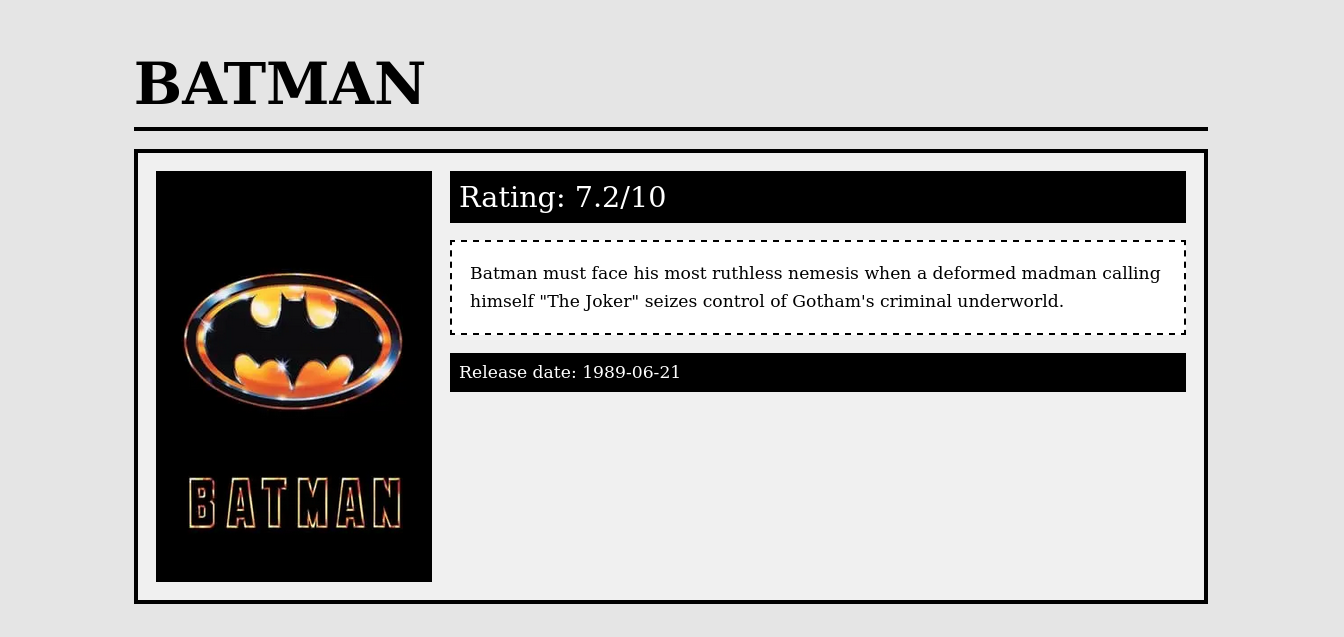 BATMAN
BATMAN
Rating: 7.2/10
Batman must face his most ruthless nemesis when a deformed madman calling
himself "The Joker" seizes control of Gotham's criminal underworld.
Release date: 1989-06-21